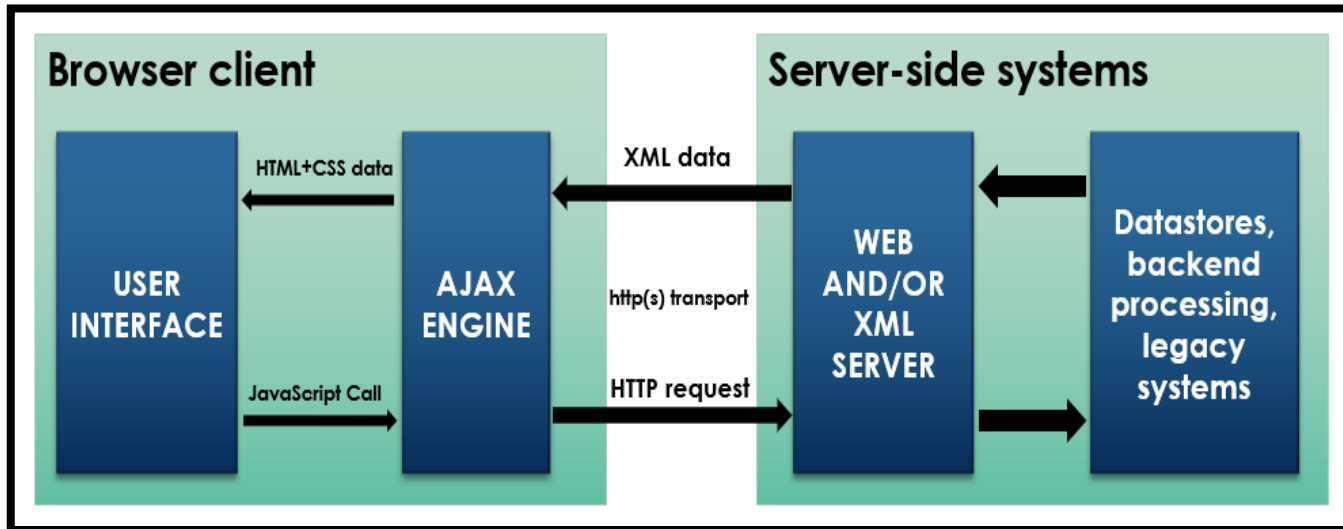 Browser client
USER
INTERFACE
HTML+CSS data
JavaScript Call
AJAX
ENGINE
XML data
http(s) transport
HTTP request
Server-side systems
WEB
AND/OR
XML
SERVER
Datastores,
backend
processing,
legacy
systems